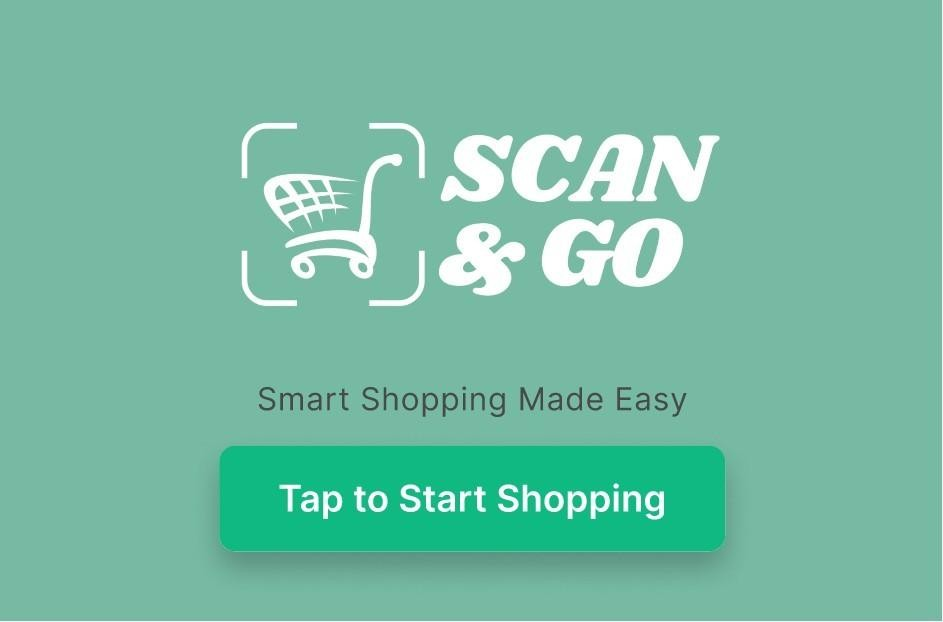 SCAN
& GO
Smart Shopping Made Easy
Tap to Start Shopping